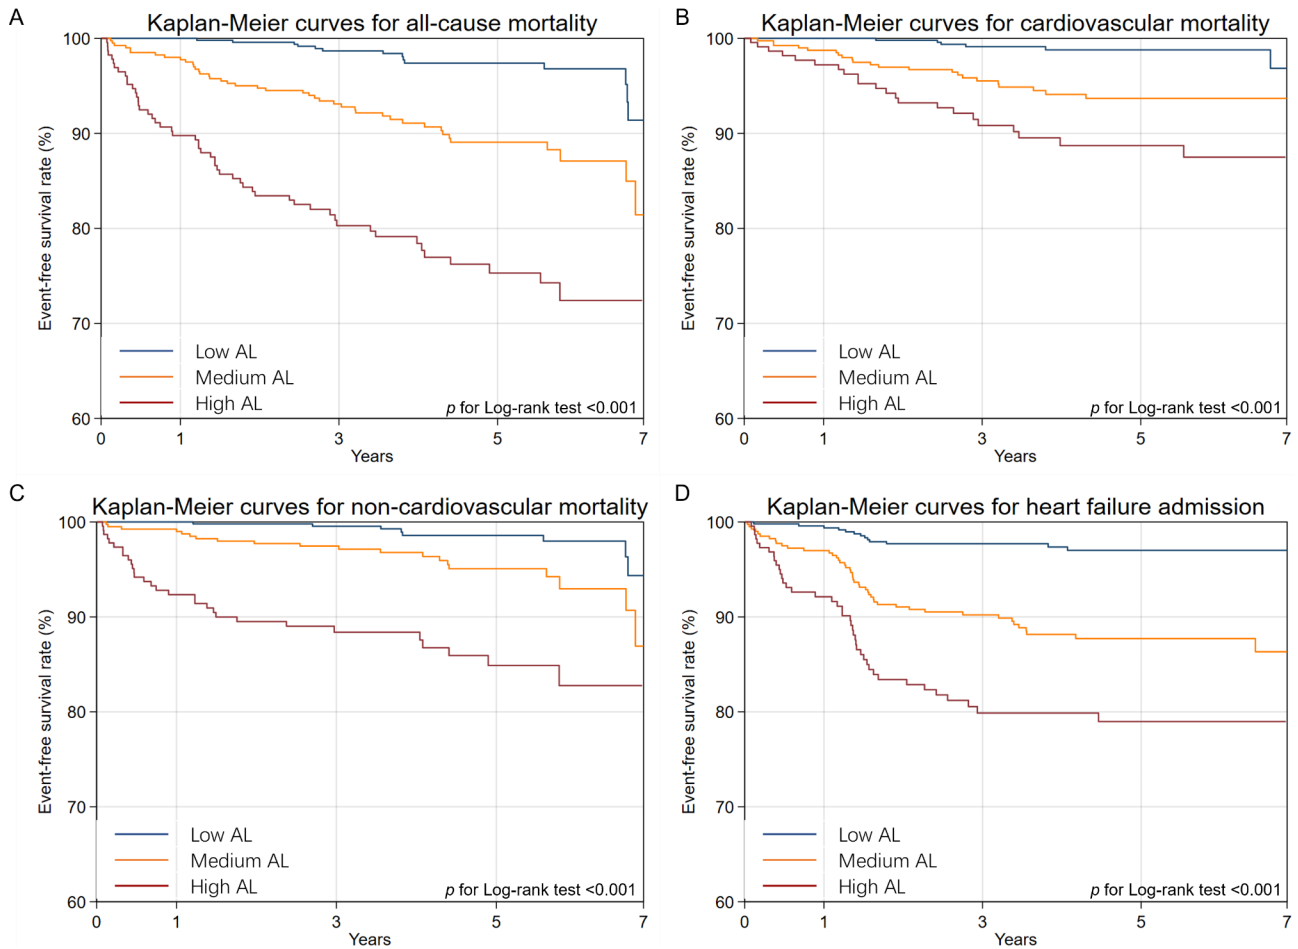 A
Kaplan-Meier curves for all-cause mortality
Event-free survival rate (%)
100
90
80
70
60
Low AL
Medium AL
High AL
p for Log-rank test <0.001
0 1 3 5 7
Years
B
Kaplan-Meier curves for cardiovascular mortality
Event-free survival rate (%)
100
90
80
70
60
Low AL
Medium AL
High AL
p for Log-rank test <0.001
0 1 3 5 7
Years
C
Kaplan-Meier curves for non-cardiovascular mortality
Event-free survival rate (%)
100
90
80
70
60
Low AL
Medium AL
High AL
p for Log-rank test <0.001
0 1 3 5 7
Years
D
Kaplan-Meier curves for heart failure admission
Event-free survival rate (%)
100
90
80
70
60
Low AL
Medium AL
High AL
p for Log-rank test <0.001
0 1 3 5 7
Years